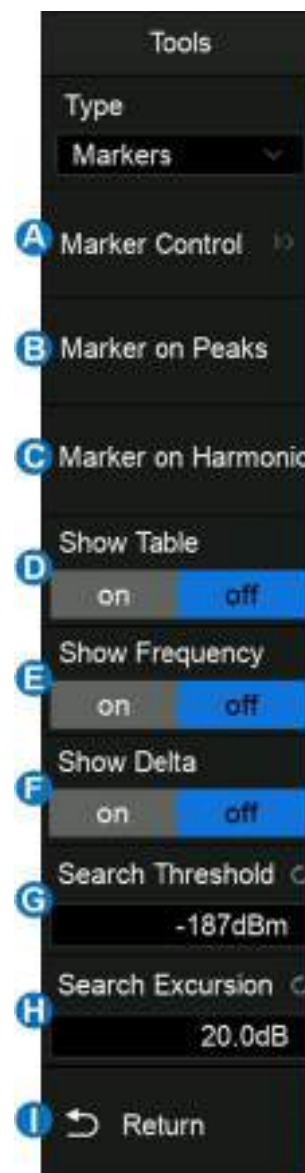 Tools
Type
Markers
A Marker Control
B Marker on Peaks
C Marker on Harmonic
Show Table
D
on off
Show Frequency
E
on off
Show Delta
F
on off
Search Threshold
G
-187dBm
Search Excursion
H
20.0dB
I Return